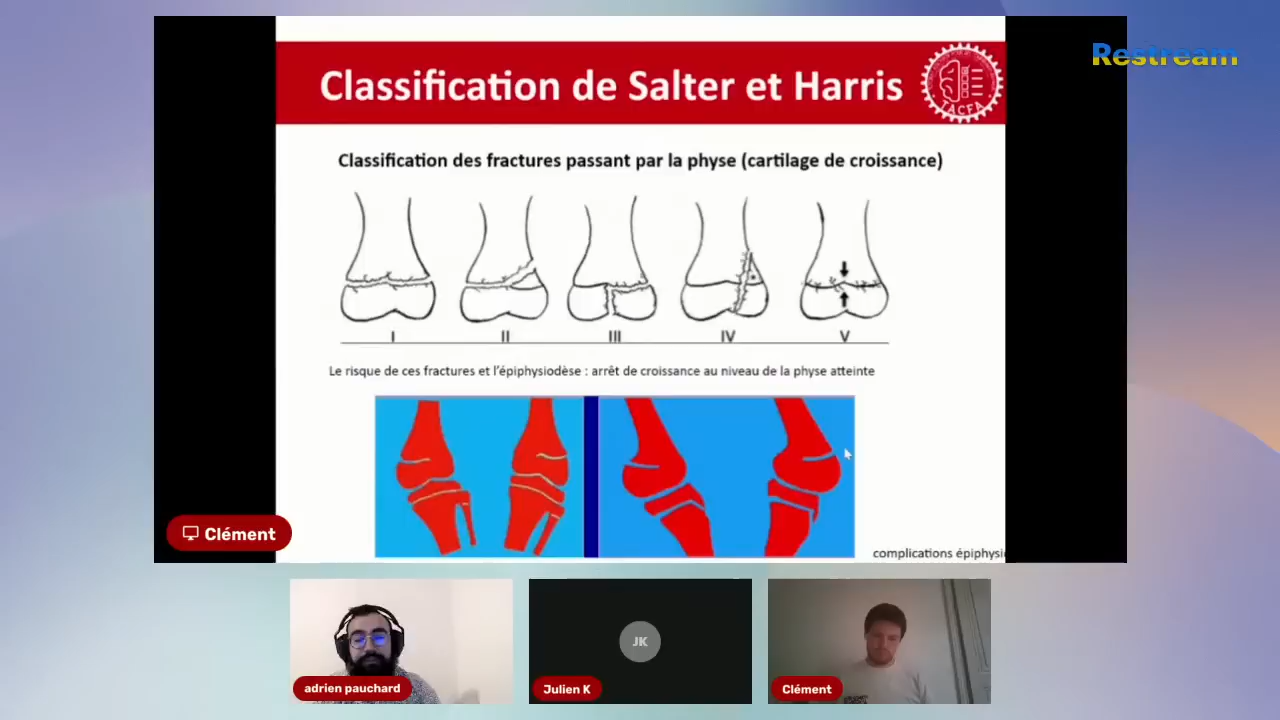 Restream
Classification de Salter et Harris
TACFA
Classification des fractures passant par la physe (cartilage de croissance)
I II III IV V
Le risque de ces fractures et l'épiphysiodèse : arrêt de croissance au niveau de la physe atteinte
complications épiphysi
Clément
JK
adrien pauchard
Julien K
Clément